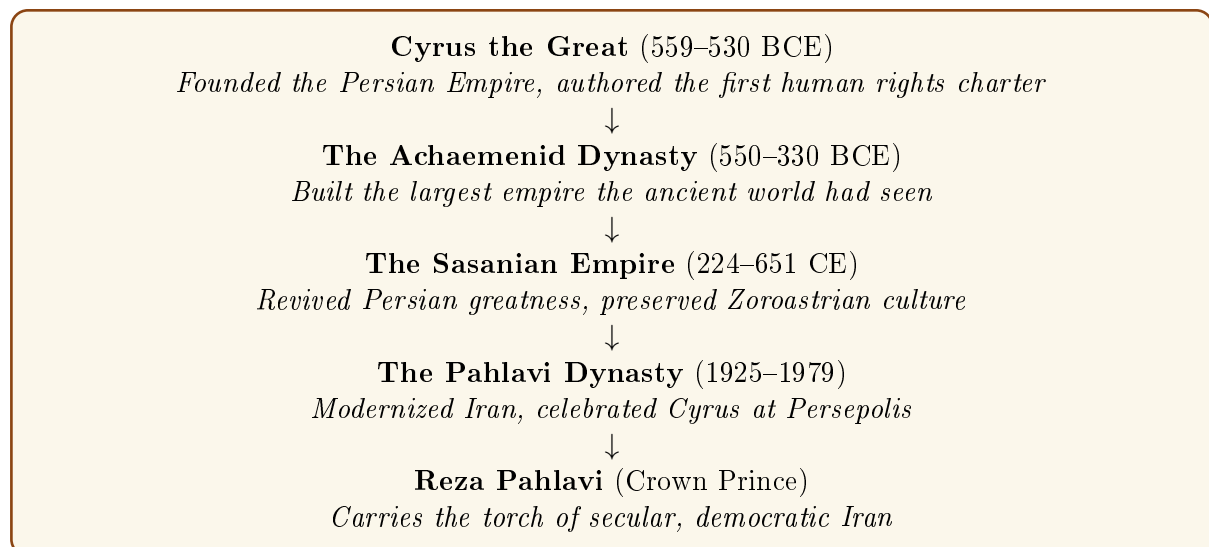 Cyrus the Great (559–530 BCE)
Founded the Persian Empire, authored the first human rights charter
↓
The Achaemenid Dynasty (550–330 BCE)
Built the largest empire the ancient world had seen
↓
The Sasanian Empire (224–651 CE)
Revived Persian greatness, preserved Zoroastrian culture
↓
The Pahlavi Dynasty (1925–1979)
Modernized Iran, celebrated Cyrus at Persepolis
↓
Reza Pahlavi (Crown Prince)
Carries the torch of secular, democratic Iran